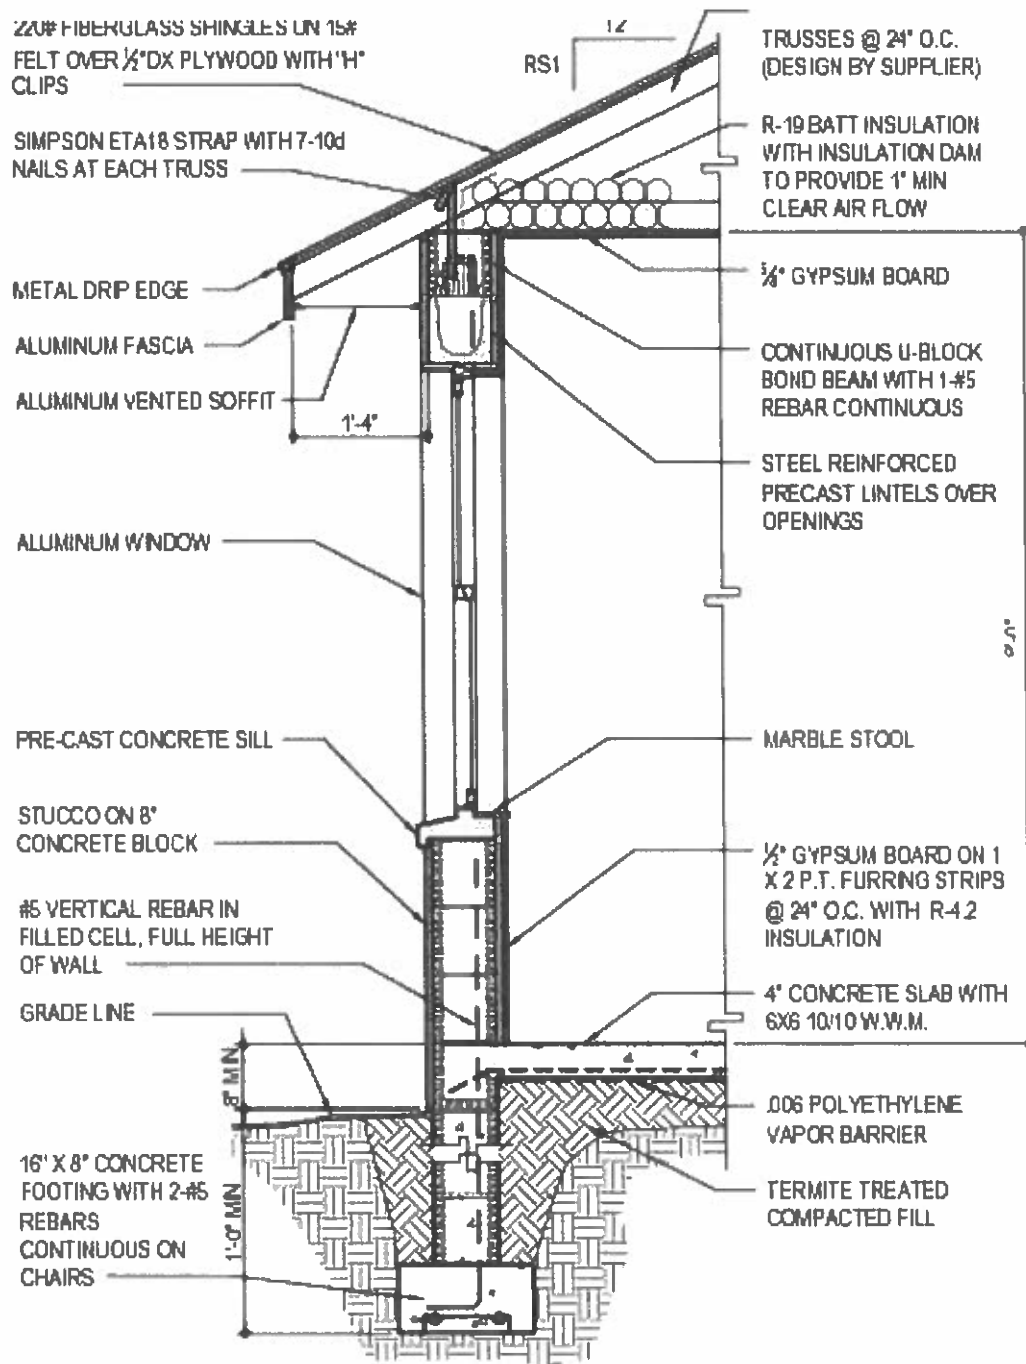 220# FIBERGLASS SHINGLES ON 15#
FELT OVER ½"DX PLYWOOD WITH "H"
CLIPS
SIMPSON ETA18 STRAP WITH 7-10d
NAILS AT EACH TRUSS
METAL DRIP EDGE
ALUMINUM FASCIA
ALUMINUM VENTED SOFFIT
1'-4"
ALUMINUM WINDOW
PRE-CAST CONCRETE SILL
STUCCO ON 8"
CONCRETE BLOCK
#5 VERTICAL REBAR IN
FILLED CELL, FULL HEIGHT
OF WALL
GRADE LINE
8" MIN
16" X 8" CONCRETE
FOOTING WITH 2-#5
REBARS
CONTINUOUS ON
CHAIRS
1'-0" MIN
12
RS1
TRUSSES @ 24" O.C.
(DESIGN BY SUPPLIER)
R-19 BATT INSULATION
WITH INSULATION DAM
TO PROVIDE 1" MIN
CLEAR AIR FLOW
⅝" GYPSUM BOARD
CONTINUOUS U-BLOCK
BOND BEAM WITH 1-#5
REBAR CONTINUOUS
STEEL REINFORCED
PRECAST LINTELS OVER
OPENINGS
MARBLE STOOL
½" GYPSUM BOARD ON 1
X 2 P.T. FURRING STRIPS
@ 24" O.C. WITH R-4.2
INSULATION
4" CONCRETE SLAB WITH
6X6 10/10 W.W.M.
.006 POLYETHYLENE
VAPOR BARRIER
TERMITE TREATED
COMPACTED FILL